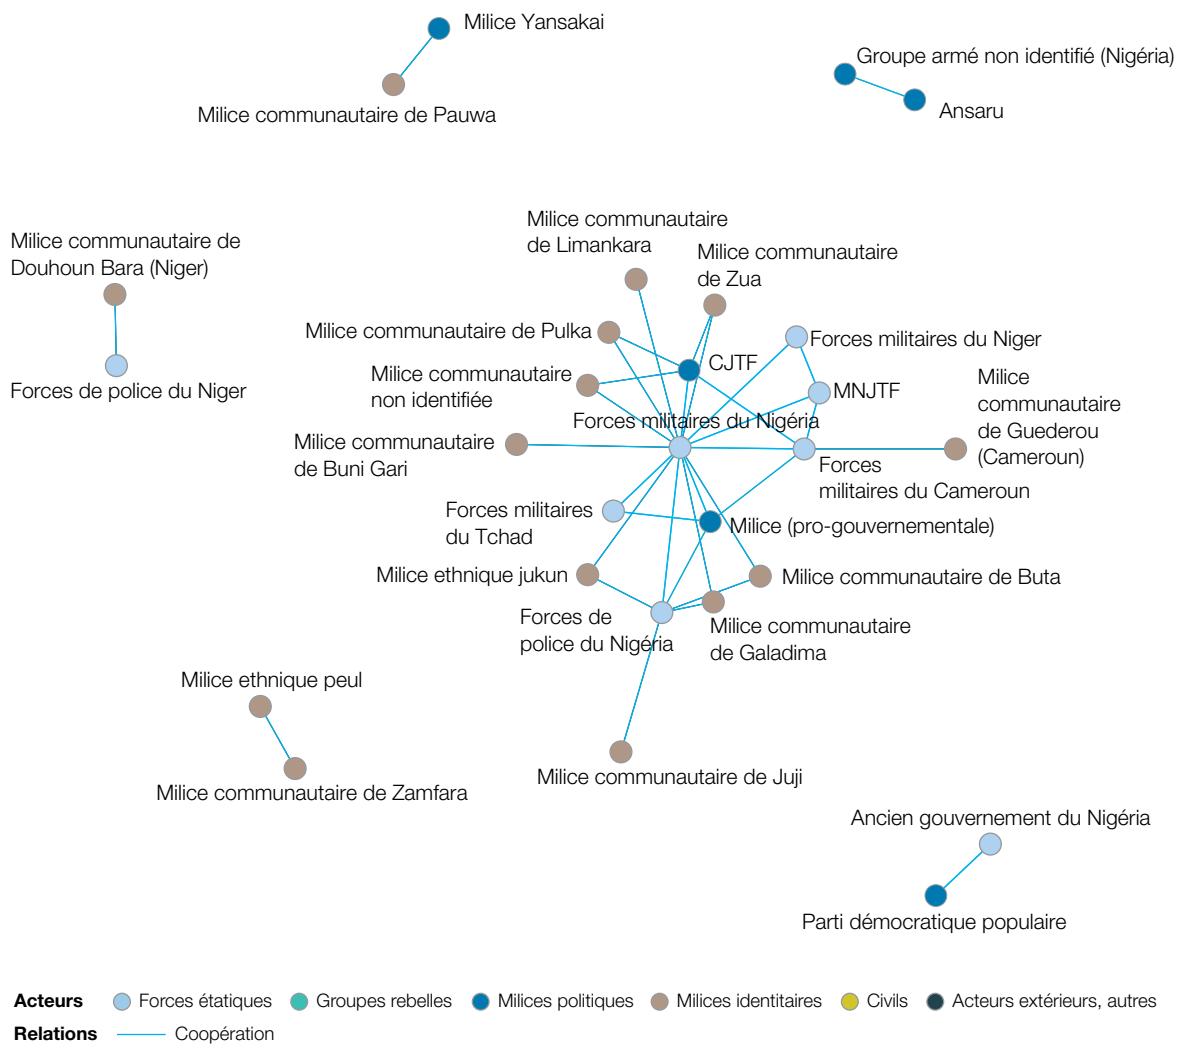 Milice Yansakai
Milice communautaire de Pauwa
Groupe armé non identifié (Nigéria)
Ansaru
Milice communautaire de
Douhoun Bara (Niger)
Forces de police du Niger
Milice communautaire
de Limankara
Milice communautaire
de Zua
Milice communautaire de Pulka
CJTF
Forces militaires du Niger
Milice communautaire
non identifiée
MNJTF
Milice
communautaire
de Guederou
(Cameroun)
Forces militaires du Nigéria
Milice communautaire
de Buni Gari
Forces
militaires du Cameroun
Forces militaires
du Tchad
Milice (pro-gouvernementale)
Milice ethnique jukun
Milice communautaire de Buta
Forces de
police du Nigéria
Milice communautaire
de Galadima
Milice ethnique peul
Milice communautaire de Zamfara
Milice communautaire de Juji
Ancien gouvernement du Nigéria
Parti démocratique populaire
Acteurs Forces étatiques Groupes rebelles Milices politiques Milices identitaires Civils Acteurs extérieurs, autres
Relations Coopération